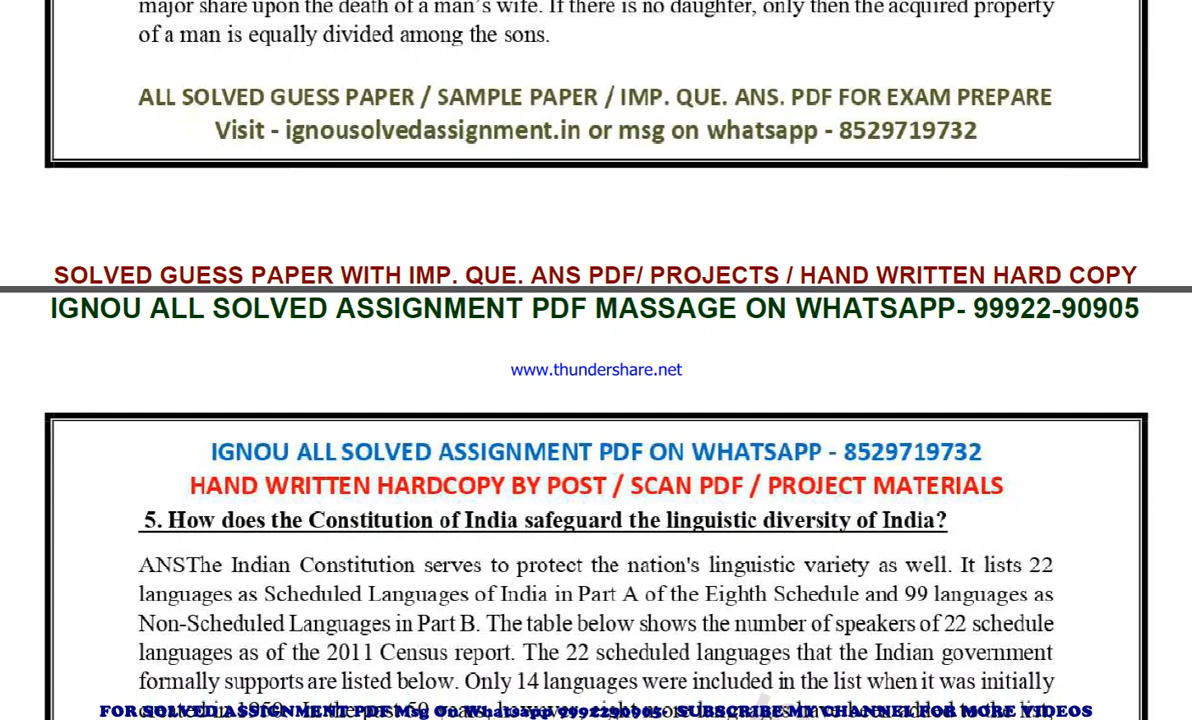 major share upon the death of a man's wife. If there is no daughter, only then the acquired property
of a man is equally divided among the sons.
ALL SOLVED GUESS PAPER / SAMPLE PAPER / IMP. QUE. ANS. PDF FOR EXAM PREPARE
Visit - ignousolvedassignment.in or msg on whatsapp - 8529719732
SOLVED GUESS PAPER WITH IMP. QUE. ANS PDF/ PROJECTS / HAND WRITTEN HARD COPY
IGNOU ALL SOLVED ASSIGNMENT PDF MASSAGE ON WHATSAPP- 99922-90905
www.thundershare.net
IGNOU ALL SOLVED ASSIGNMENT PDF ON WHATSAPP - 8529719732
HAND WRITTEN HARDCOPY BY POST / SCAN PDF / PROJECT MATERIALS
5. How does the Constitution of India safeguard the linguistic diversity of India?
ANSThe Indian Constitution serves to protect the nation's linguistic variety as well. It lists 22
languages as Scheduled Languages of India in Part A of the Eighth Schedule and 99 languages as
Non-Scheduled Languages in Part B. The table below shows the number of speakers of 22 schedule
languages as of the 2011 Census report. The 22 scheduled languages that the Indian government
formally supports are listed below. Only 14 languages were included in the list when it was initially
FOR SOLVED ASSIGNMENT PDF Msg On Whatsapp 9992290905- SUBSCRIBE MY CHANNEL FOR MORE VIDEOS